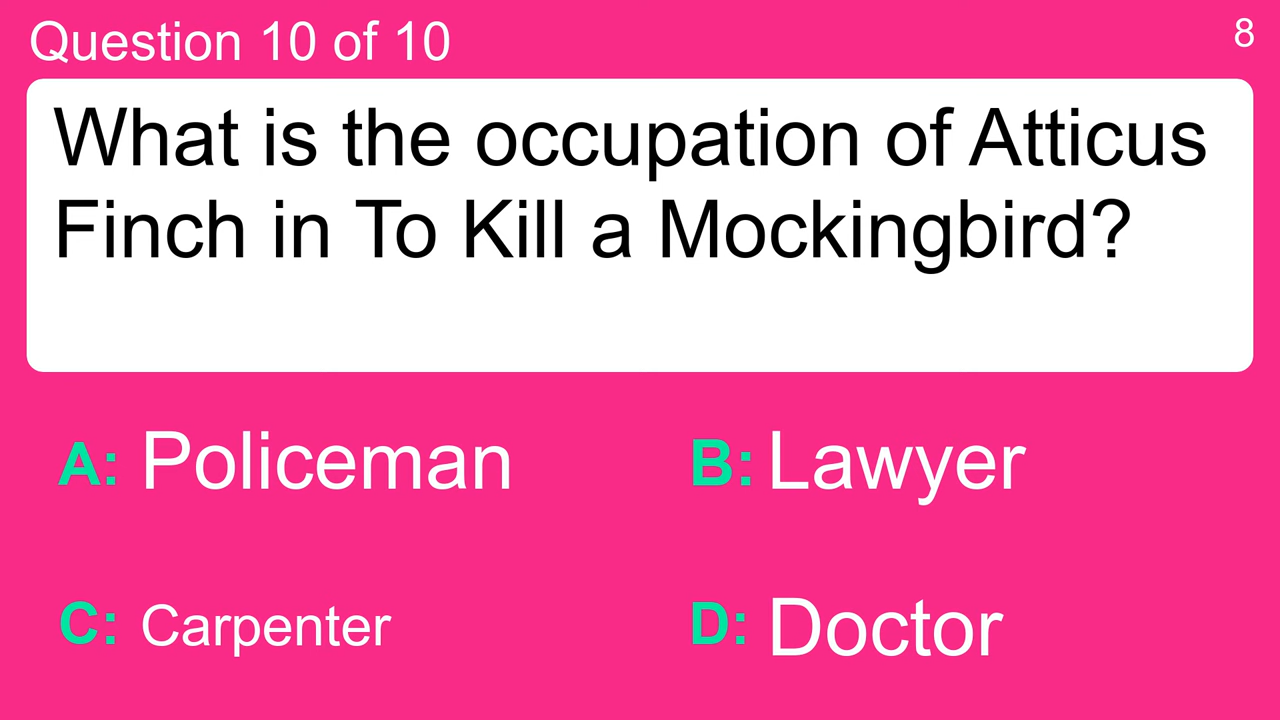 Question 10 of 10
8
What is the occupation of Atticus
Finch in To Kill a Mockingbird?
A: Policeman
B: Lawyer
C: Carpenter
D: Doctor